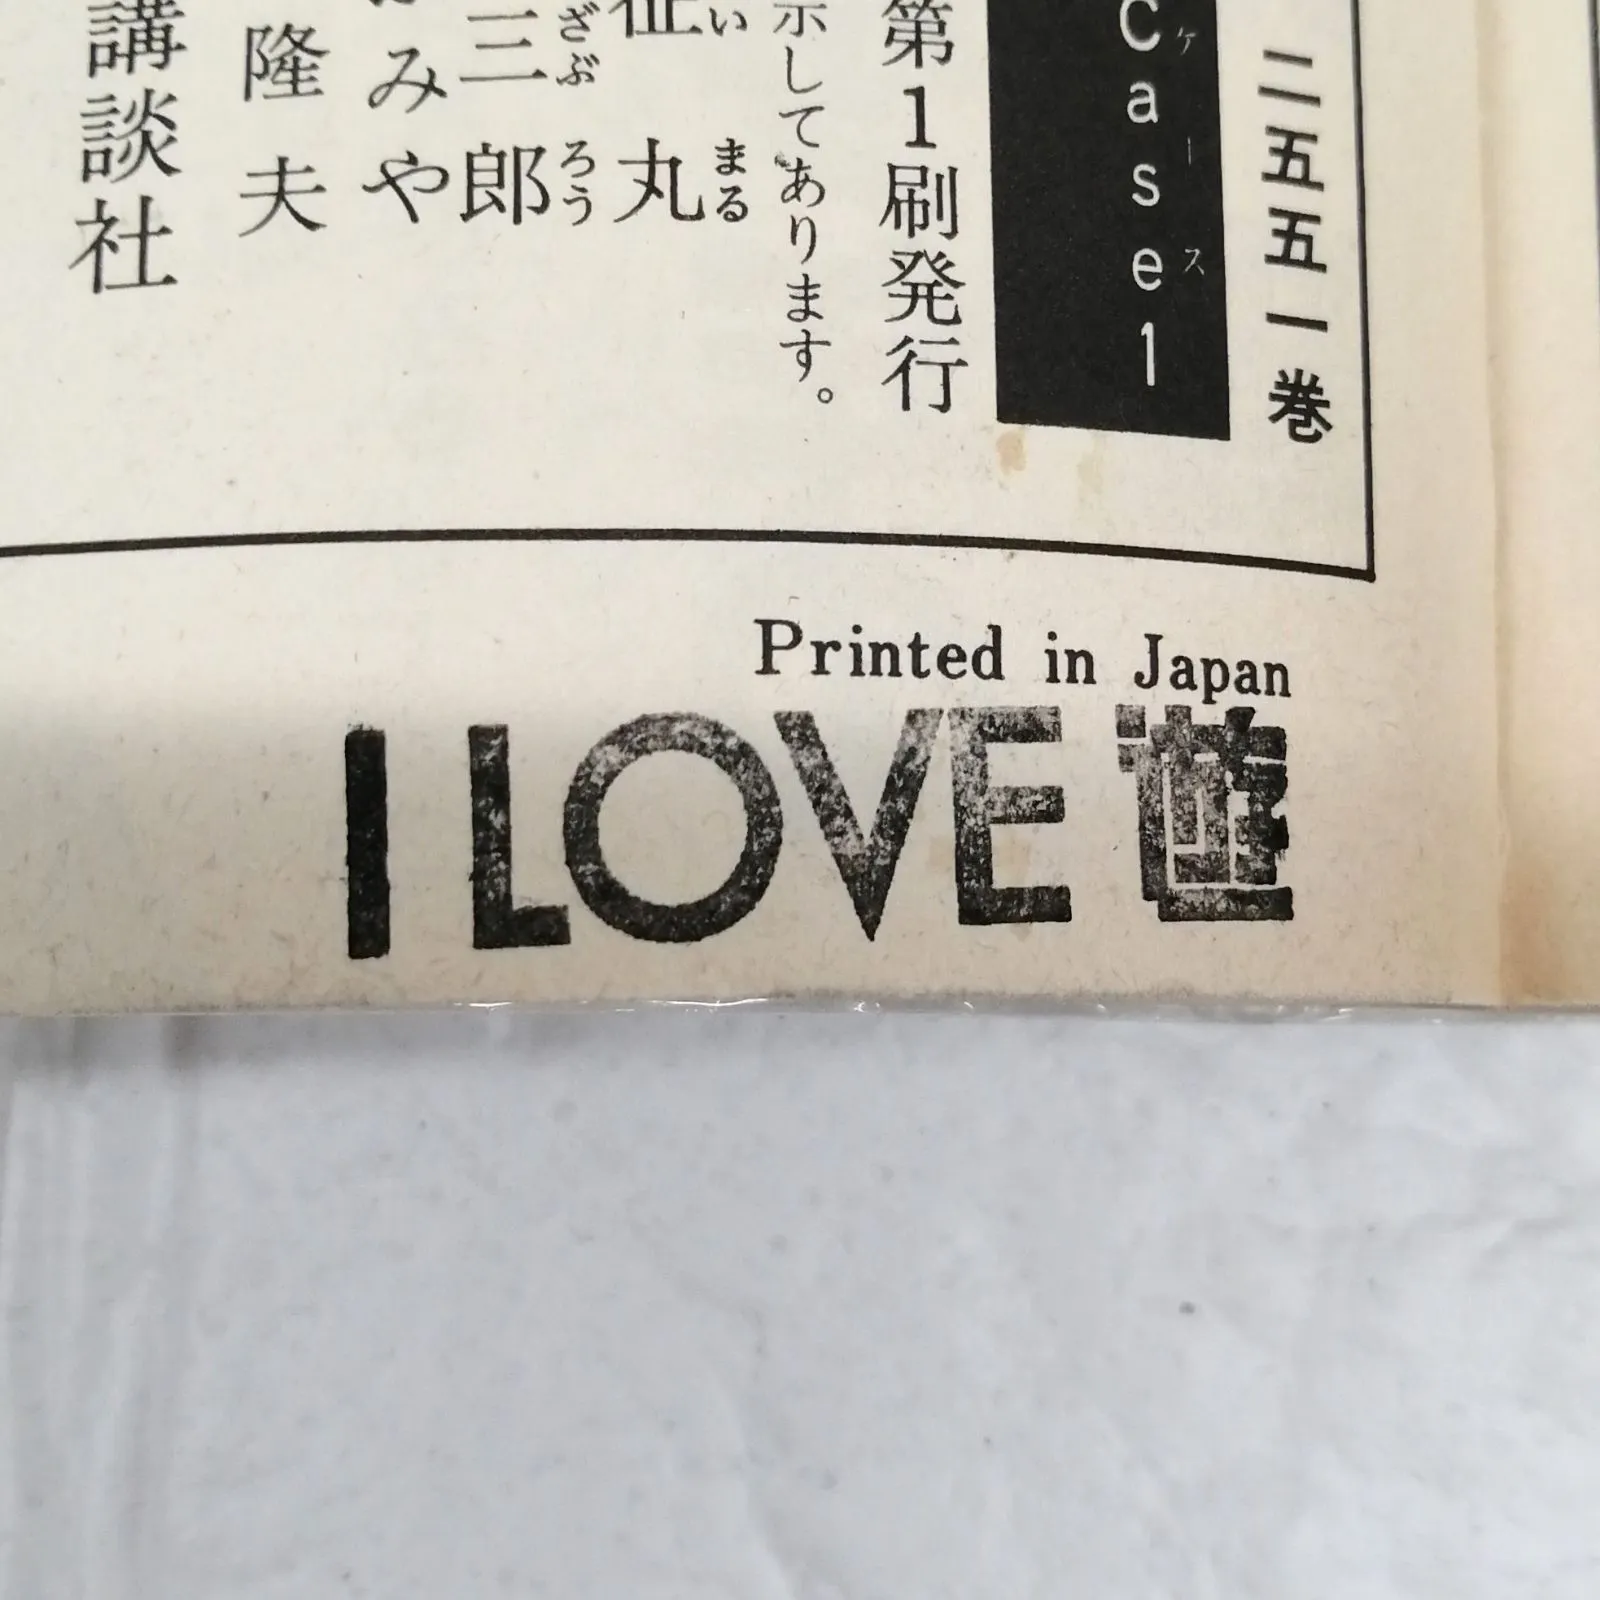 二五五一巻
Case1
ケース
第1刷発行
示してあります。
征丸
いまる
三郎
ざぶろう
みや
隆夫
講談社
Printed in Japan
I LOVE 遊